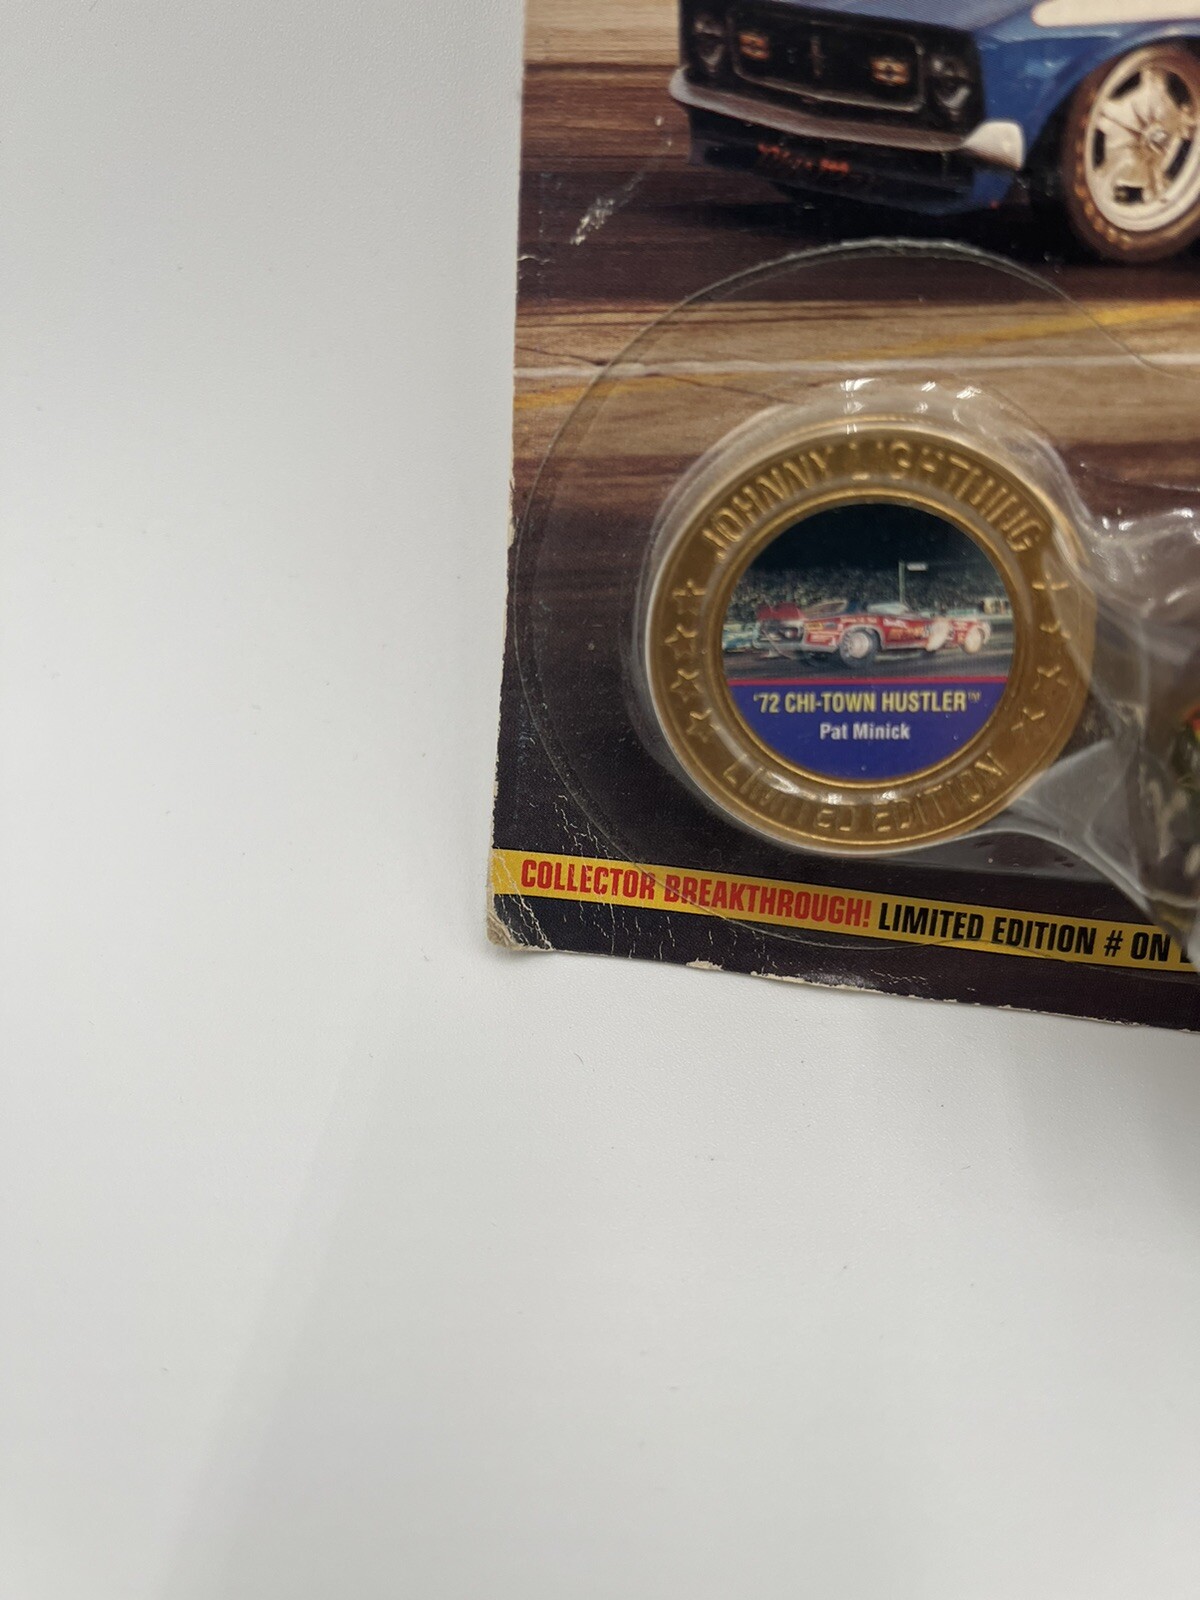 JOHNNY LIGHTNING
'72 CHI-TOWN HUSTLER™
Pat Minick
LIMITED EDITION
COLLECTOR BREAKTHROUGH! LIMITED EDITION # ON